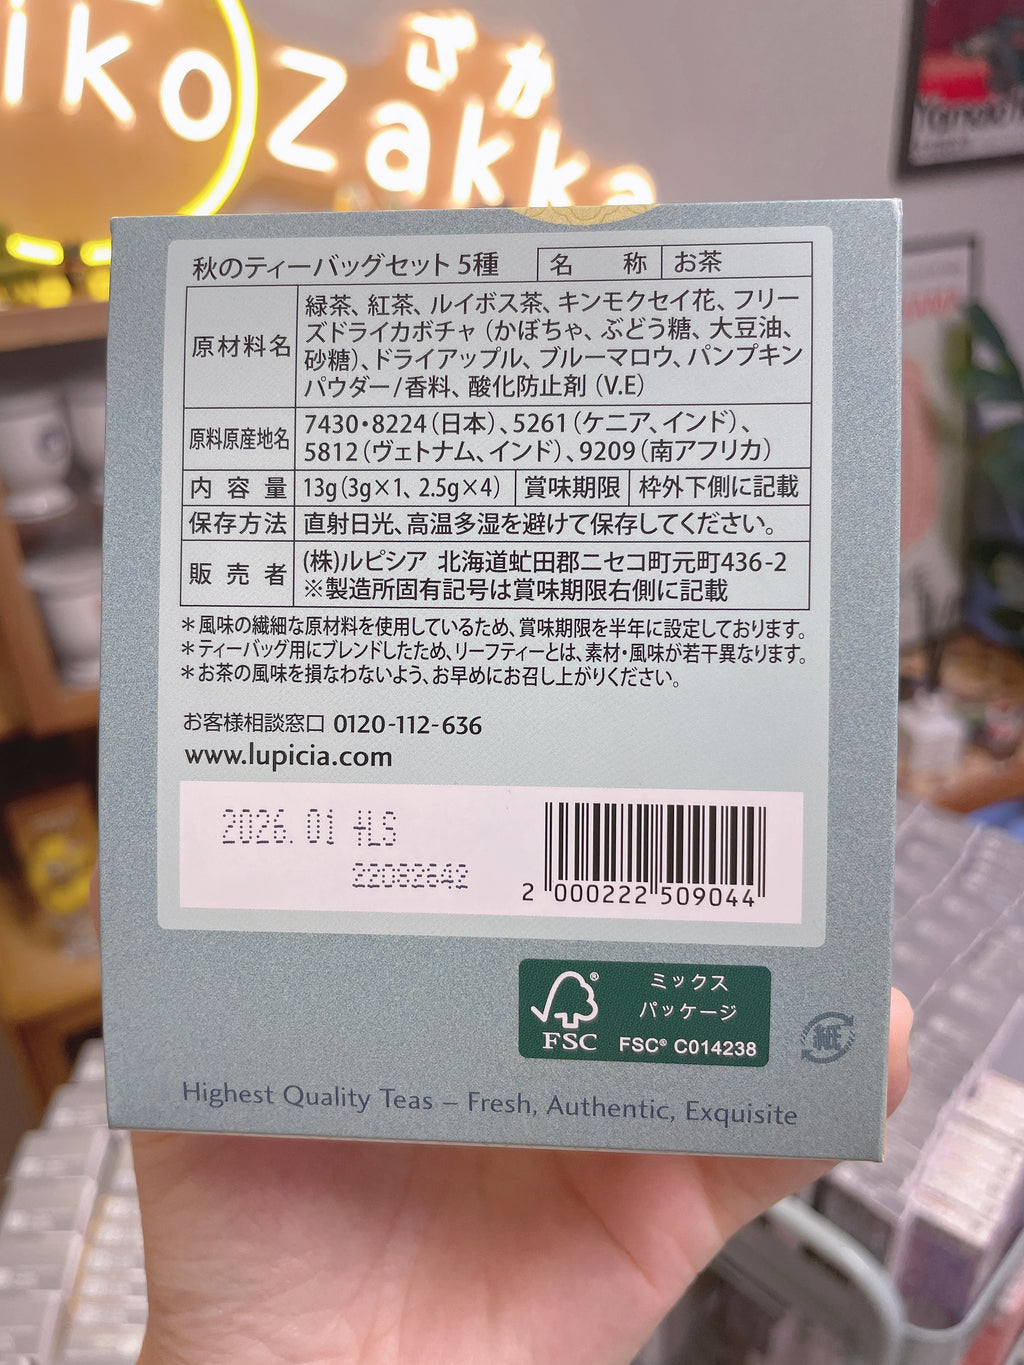 iko
ざか
Zakka
秋のティーバッグセット 5種
名 称
お茶
原材料名
緑茶、紅茶、ルイボス茶、キンモクセイ花、フリー
ズドライカボチャ（かぼちゃ、ぶどう糖、大豆油、
砂糖）、ドライアップル、ブルーマロウ、パンプキン
パウダー/香料、酸化防止剤（V.E）
原料原産地名
7430・8224（日本）、5261（ケニア、インド）、
5812（ヴェトナム、インド）、9209（南アフリカ）
内容量
13g（3g×1、2.5g×4）
賞味期限
枠外下側に記載
保存方法
直射日光、高温多湿を避けて保存してください。
販売者
(株)ルピシア 北海道虻田郡ニセコ町元町436-2
※製造所固有記号は賞味期限右側に記載
＊風味の繊細な原材料を使用しているため、賞味期限を半年に設定しております。
＊ティーバッグ用にブレンドしたため、リーフティーとは、素材・風味が若干異なります。
＊お茶の風味を損なわないよう、お早めにお召し上がりください。
お客様相談窓口 0120-112-636
www.lupicia.com
2026.01 +LS
22082642
2 000222 509044
ミックス
パッケージ
FSC® C014238
FSC
紙
Highest Quality Teas – Fresh, Authentic, Exquisite